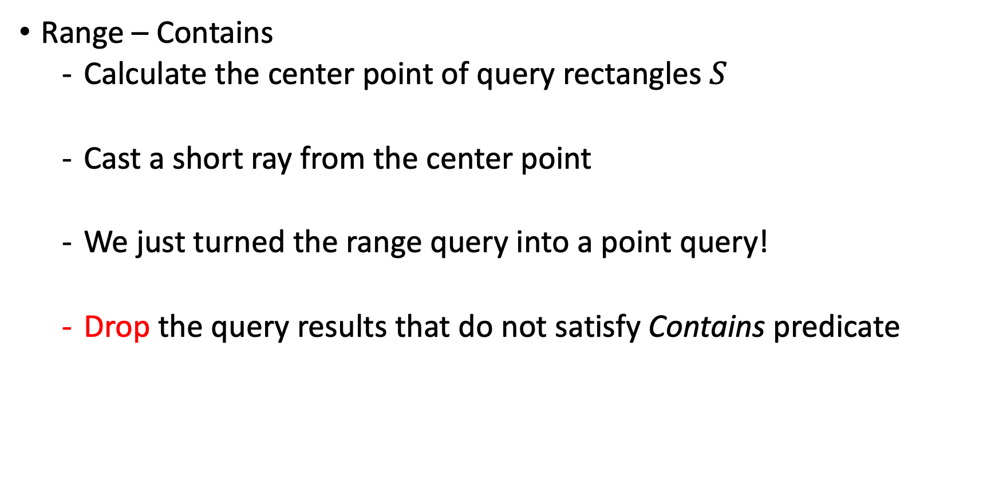 • Range – Contains
- Calculate the center point of query rectangles S
- Cast a short ray from the center point
- We just turned the range query into a point query!
- Drop the query results that do not satisfy Contains predicate